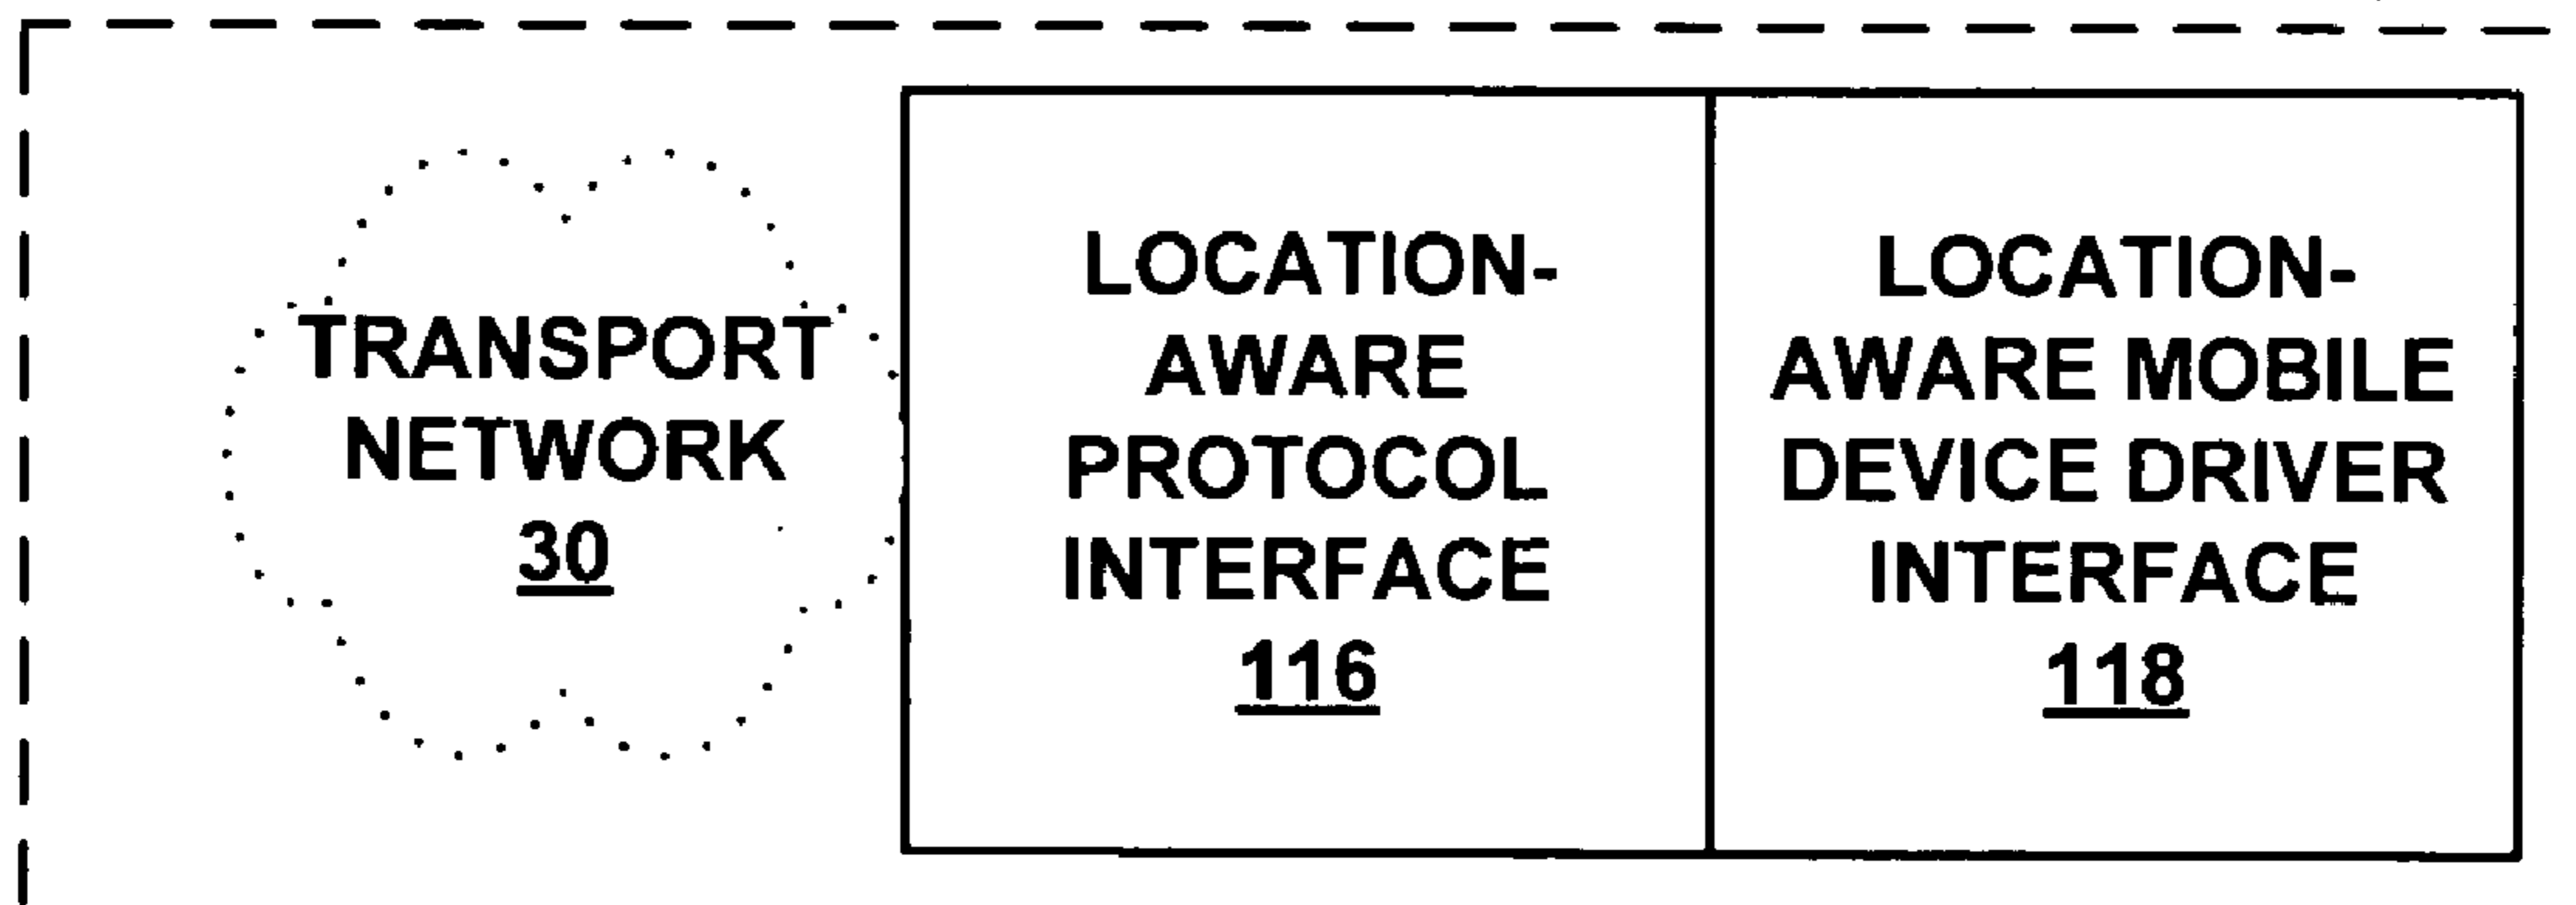 TRANSPORT
NETWORK
30
LOCATION-
AWARE
PROTOCOL
INTERFACE
116
LOCATION-
AWARE MOBILE
DEVICE DRIVER
INTERFACE
118